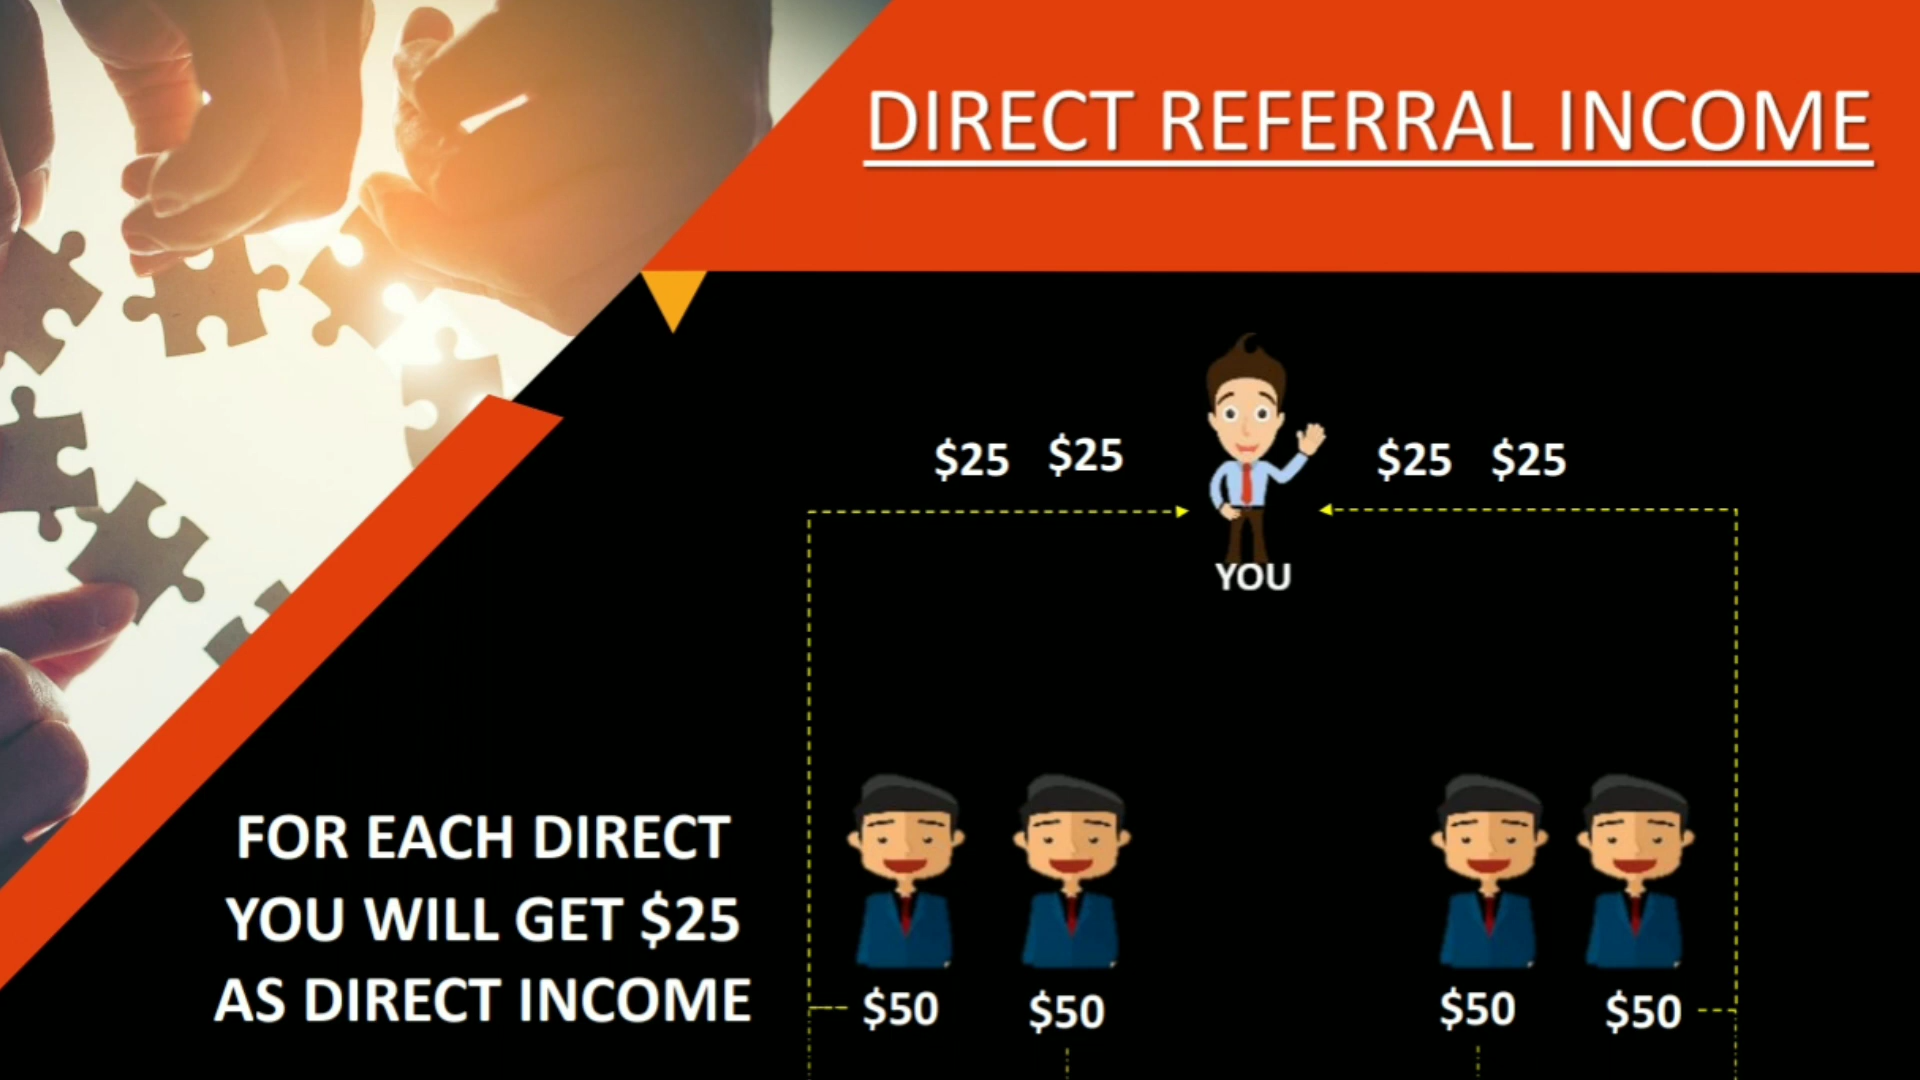 DIRECT REFERRAL INCOME
$25 $25 $25 $25
YOU
FOR EACH DIRECT
YOU WILL GET $25
AS DIRECT INCOME
$50 $50 $50 $50